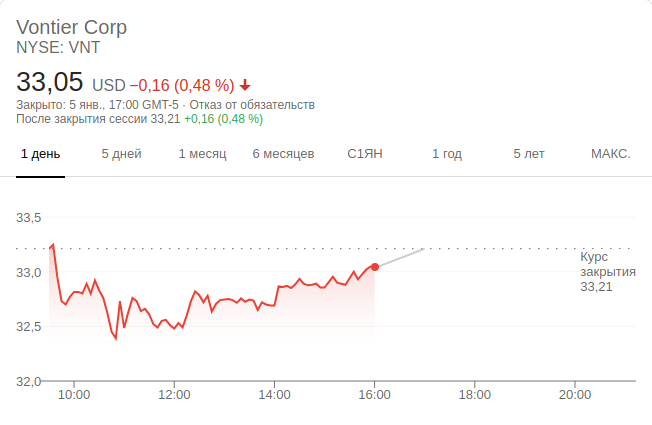 Vontier Corp
NYSE: VNT
33,05 USD −0,16 (0,48 %)
Закрыто: 5 янв., 17:00 GMT-5 · Отказ от обязательств
После закрытия сессии 33,21 +0,16 (0,48 %)
1 день 5 дней 1 месяц 6 месяцев С1ЯН 1 год 5 лет МАКС.
33,5
Курс
закрытия
33,21
33,0
32,5
32,0
10:00 12:00 14:00 16:00 18:00 20:00